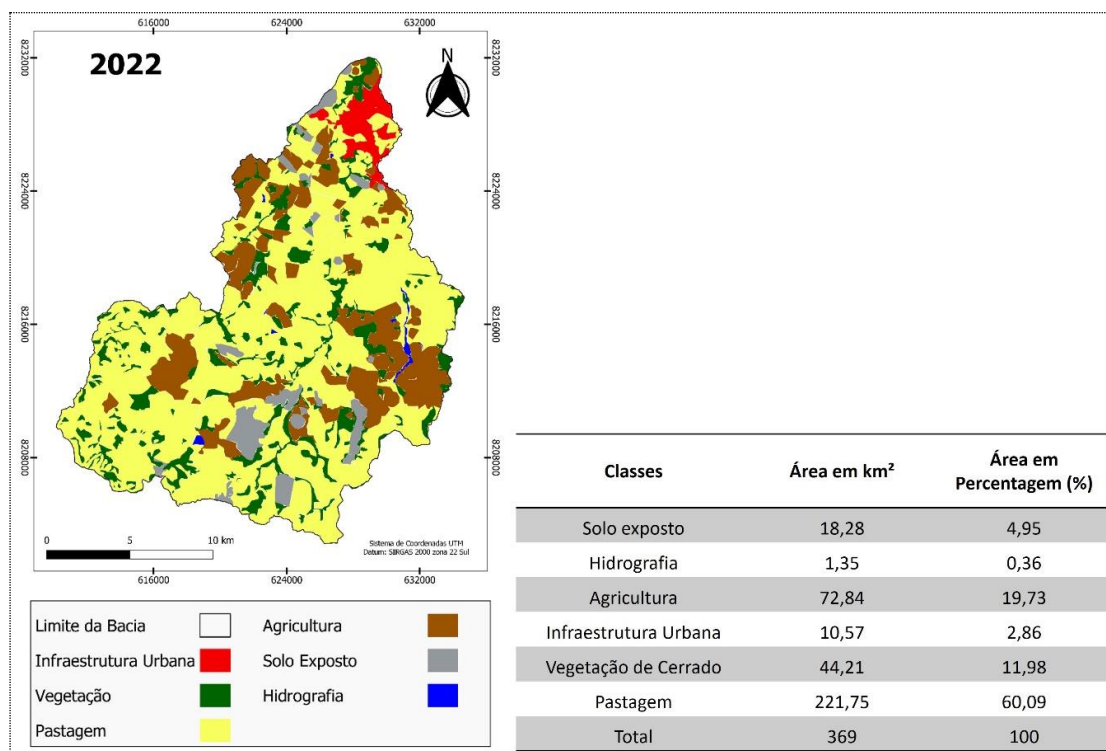 616000 624000 632000
2022
N
8232000 8232000
8224000 8224000
8216000 8216000
8208000 8208000
0 5 10 km
Sistema de Coordenadas UTM
Datum: SIRGAS 2000 zona 22 Sul
616000 624000 632000
Limite da Bacia Agricultura
Infraestrutura Urbana Solo Exposto
Vegetação Hidrografia
Pastagem
Classes Área em km² Área em
Percentagem (%)
Solo exposto 18,28 4,95
Hidrografia 1,35 0,36
Agricultura 72,84 19,73
Infraestrutura Urbana 10,57 2,86
Vegetação de Cerrado 44,21 11,98
Pastagem 221,75 60,09
Total 369 100